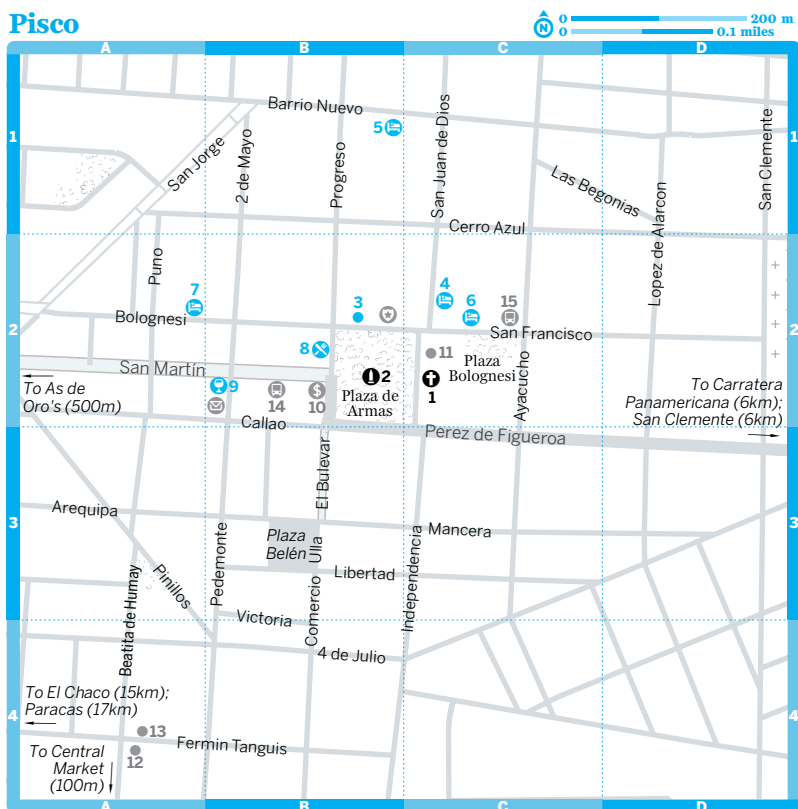 Pisco
N
0 200 m
0 0.1 miles
A B C D
1 1
Barrio Nuevo
5
San Jorge
2 de Mayo
Progreso
San Juan de Dios
Las Begonias
Lopez de Alarcon
San Clemente
Cerro Azul
2 2
Puno
7
Bolognesi
3
4
6
15
San Francisco
8
11
Plaza
Bolognesi
Ayacucho
San Martín
To As de
Oro's (500m)
9
14
$
10
2
Plaza de
Armas
1
To Carratera
Panamericana (6km);
San Clemente (6km)
Callao
Perez de Figueroa
3 3
El Bulevar
Arequipa
Plaza
Belén
Ulla
Mancera
Pedemonte
Libertad
Independencia
Pinillos
Beatita de Humay
Victoria
Comercio
4 de Julio
4 4
To El Chaco (15km);
Paracas (17km)
13
12
Fermin Tanguis
To Central
Market
(100m)
A B C D